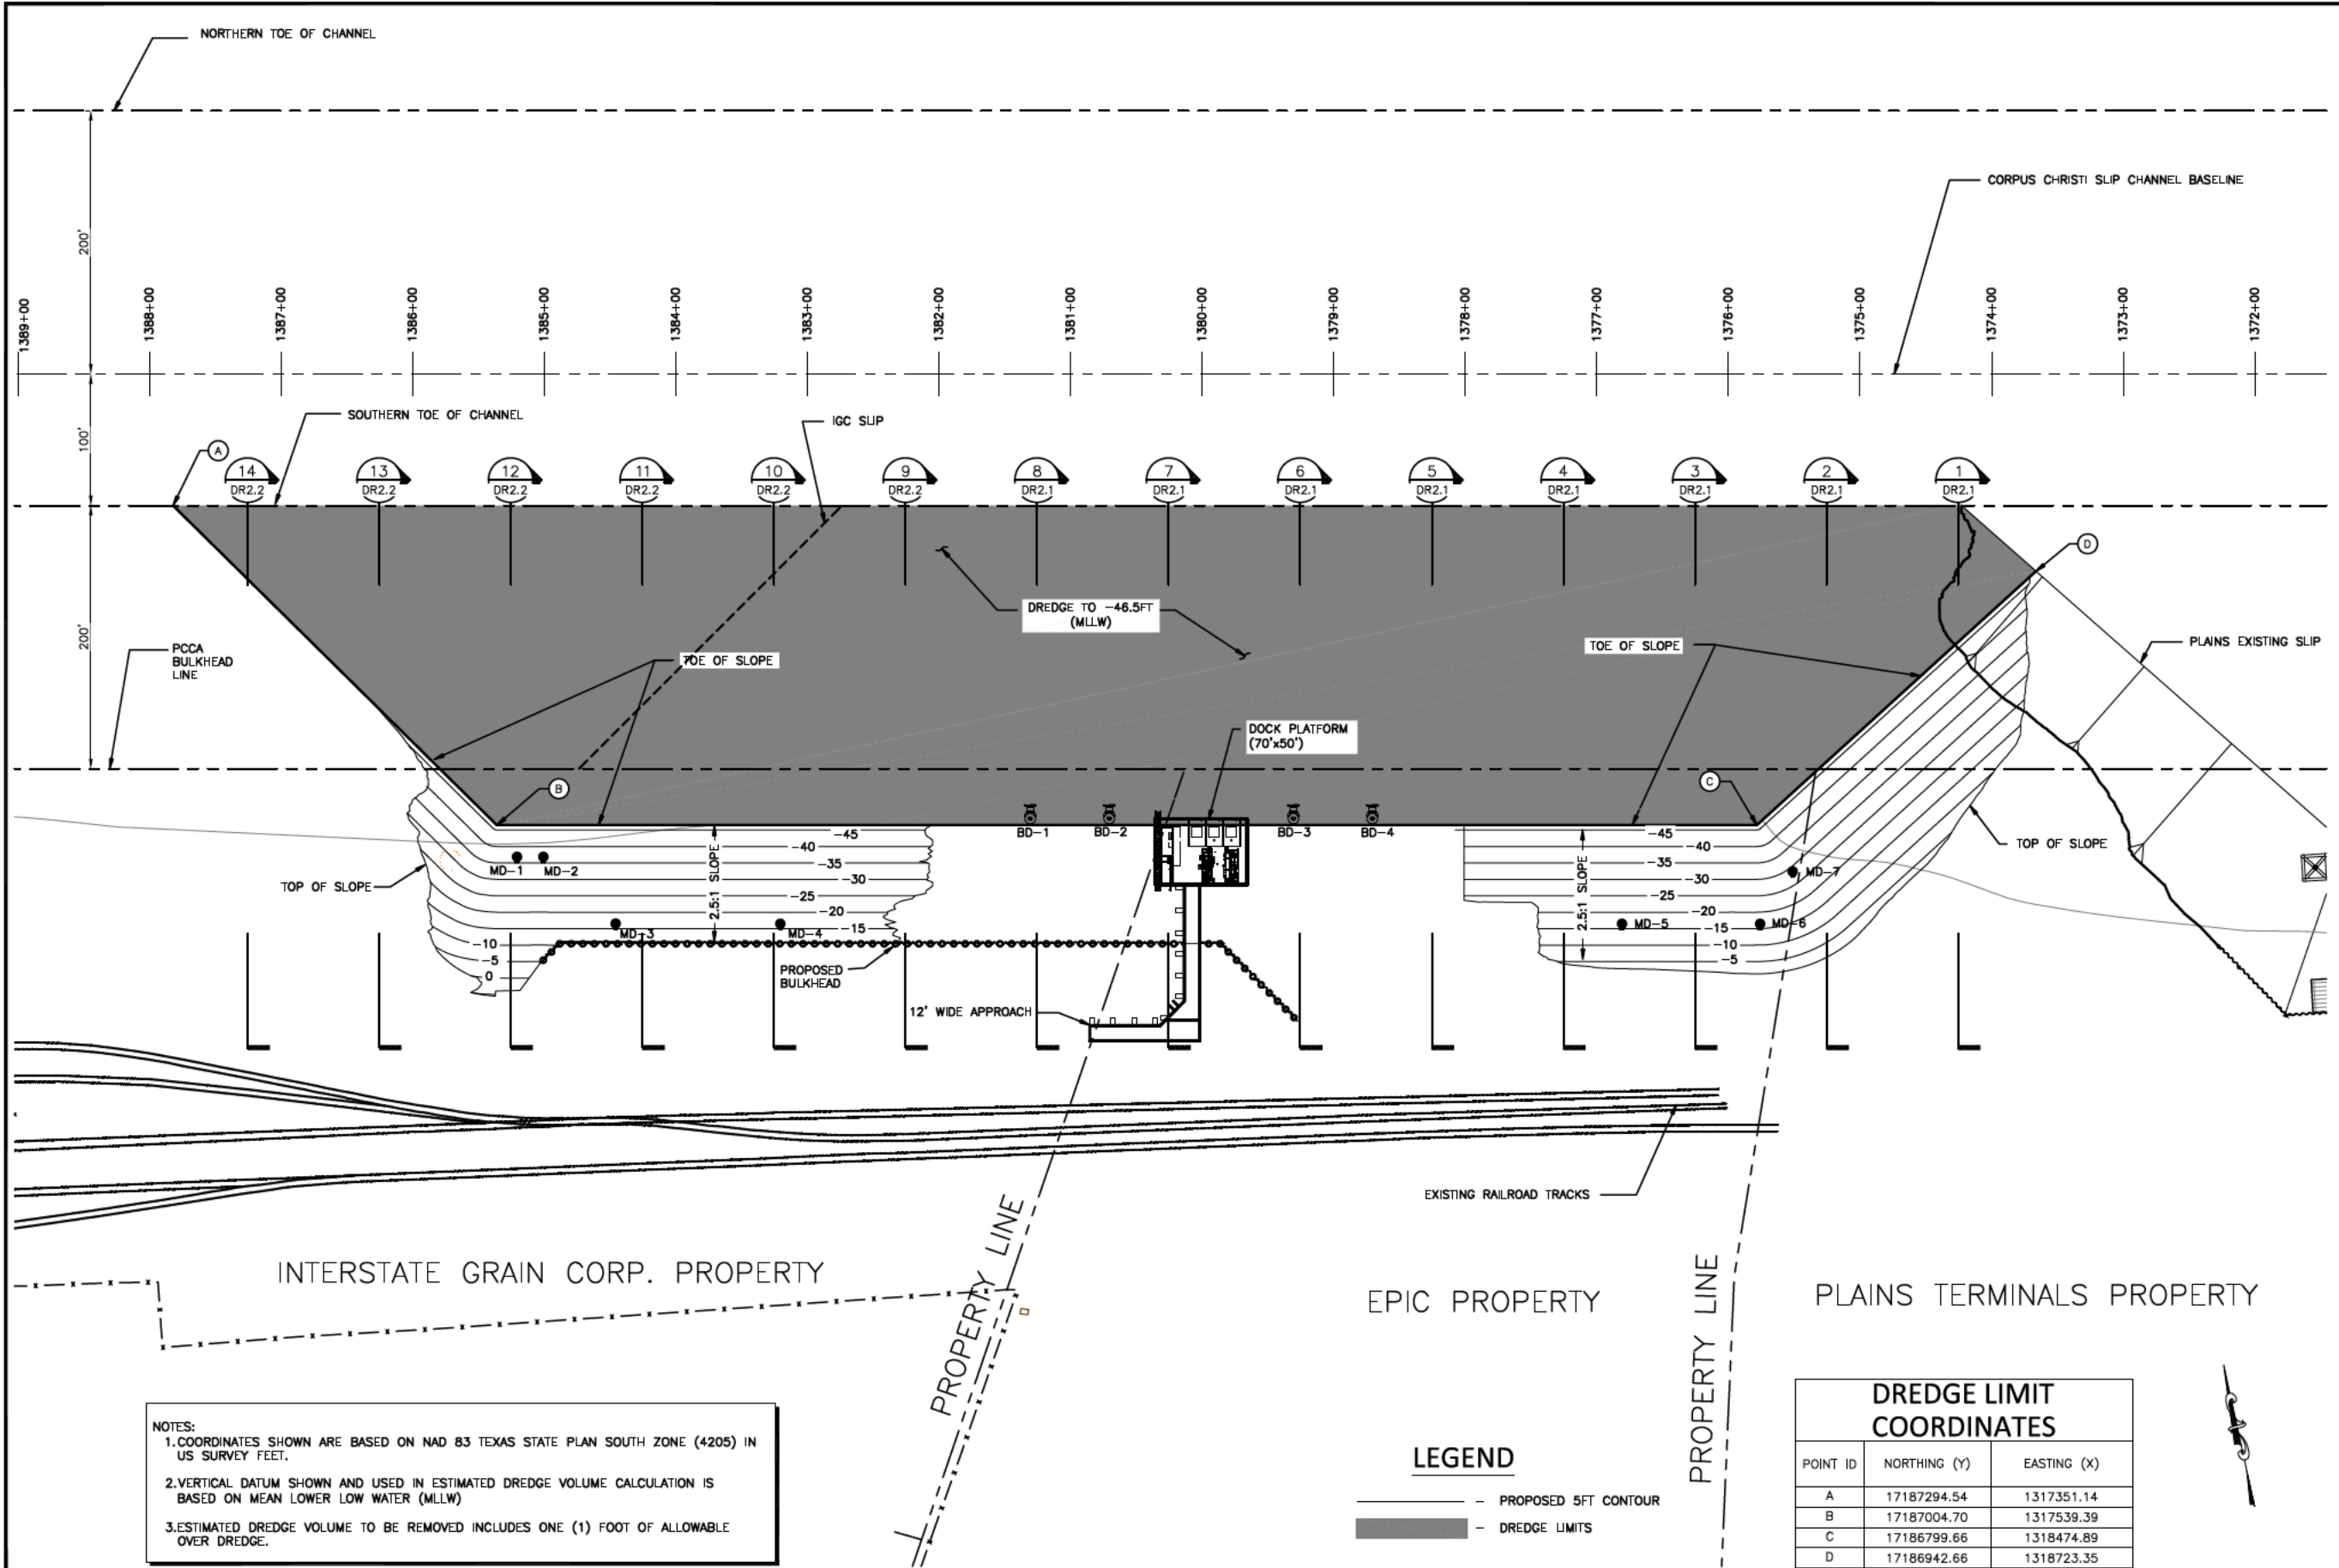 NORTHERN TOE OF CHANNEL
CORPUS CHRISTI SLIP CHANNEL BASELINE
200'
1389+00
1388+00
1387+00
1386+00
1385+00
1384+00
1383+00
1382+00
1381+00
1380+00
1379+00
1378+00
1377+00
1376+00
1375+00
1374+00
1373+00
1372+00
100'
SOUTHERN TOE OF CHANNEL
IGC SLIP
A
14
DR2.2
13
DR2.2
12
DR2.2
11
DR2.2
10
DR2.2
9
DR2.2
8
DR2.1
7
DR2.1
6
DR2.1
5
DR2.1
4
DR2.1
3
DR2.1
2
DR2.1
1
DR2.1
D
200'
DREDGE TO -46.5FT
(MLLW)
PCCA
BULKHEAD
LINE
TOE OF SLOPE
TOE OF SLOPE
PLAINS EXISTING SLIP
DOCK PLATFORM
(70'x50')
B
C
BD-1
BD-2
BD-3
BD-4
-45
-40
-35
-30
-25
-20
-15
-10
-5
0
2.5:1 SLOPE
MD-1
MD-2
MD-3
MD-4
TOP OF SLOPE
-45
-40
-35
-30
-25
-20
-15
-10
-5
2.5:1 SLOPE
MD-7
MD-5
MD-6
TOP OF SLOPE
PROPOSED
BULKHEAD
12' WIDE APPROACH
EXISTING RAILROAD TRACKS
INTERSTATE GRAIN CORP. PROPERTY
PROPERTY LINE
EPIC PROPERTY
PROPERTY LINE
PLAINS TERMINALS PROPERTY
NOTES:
1.COORDINATES SHOWN ARE BASED ON NAD 83 TEXAS STATE PLAN SOUTH ZONE (4205) IN
US SURVEY FEET.
2.VERTICAL DATUM SHOWN AND USED IN ESTIMATED DREDGE VOLUME CALCULATION IS
BASED ON MEAN LOWER LOW WATER (MLLW)
3.ESTIMATED DREDGE VOLUME TO BE REMOVED INCLUDES ONE (1) FOOT OF ALLOWABLE
OVER DREDGE.
LEGEND
- PROPOSED 5FT CONTOUR
- DREDGE LIMITS
DREDGE LIMIT
COORDINATES
POINT ID NORTHING (Y) EASTING (X)
A 17187294.54 1317351.14
B 17187004.70 1317539.39
C 17186799.66 1318474.89
D 17186942.66 1318723.35